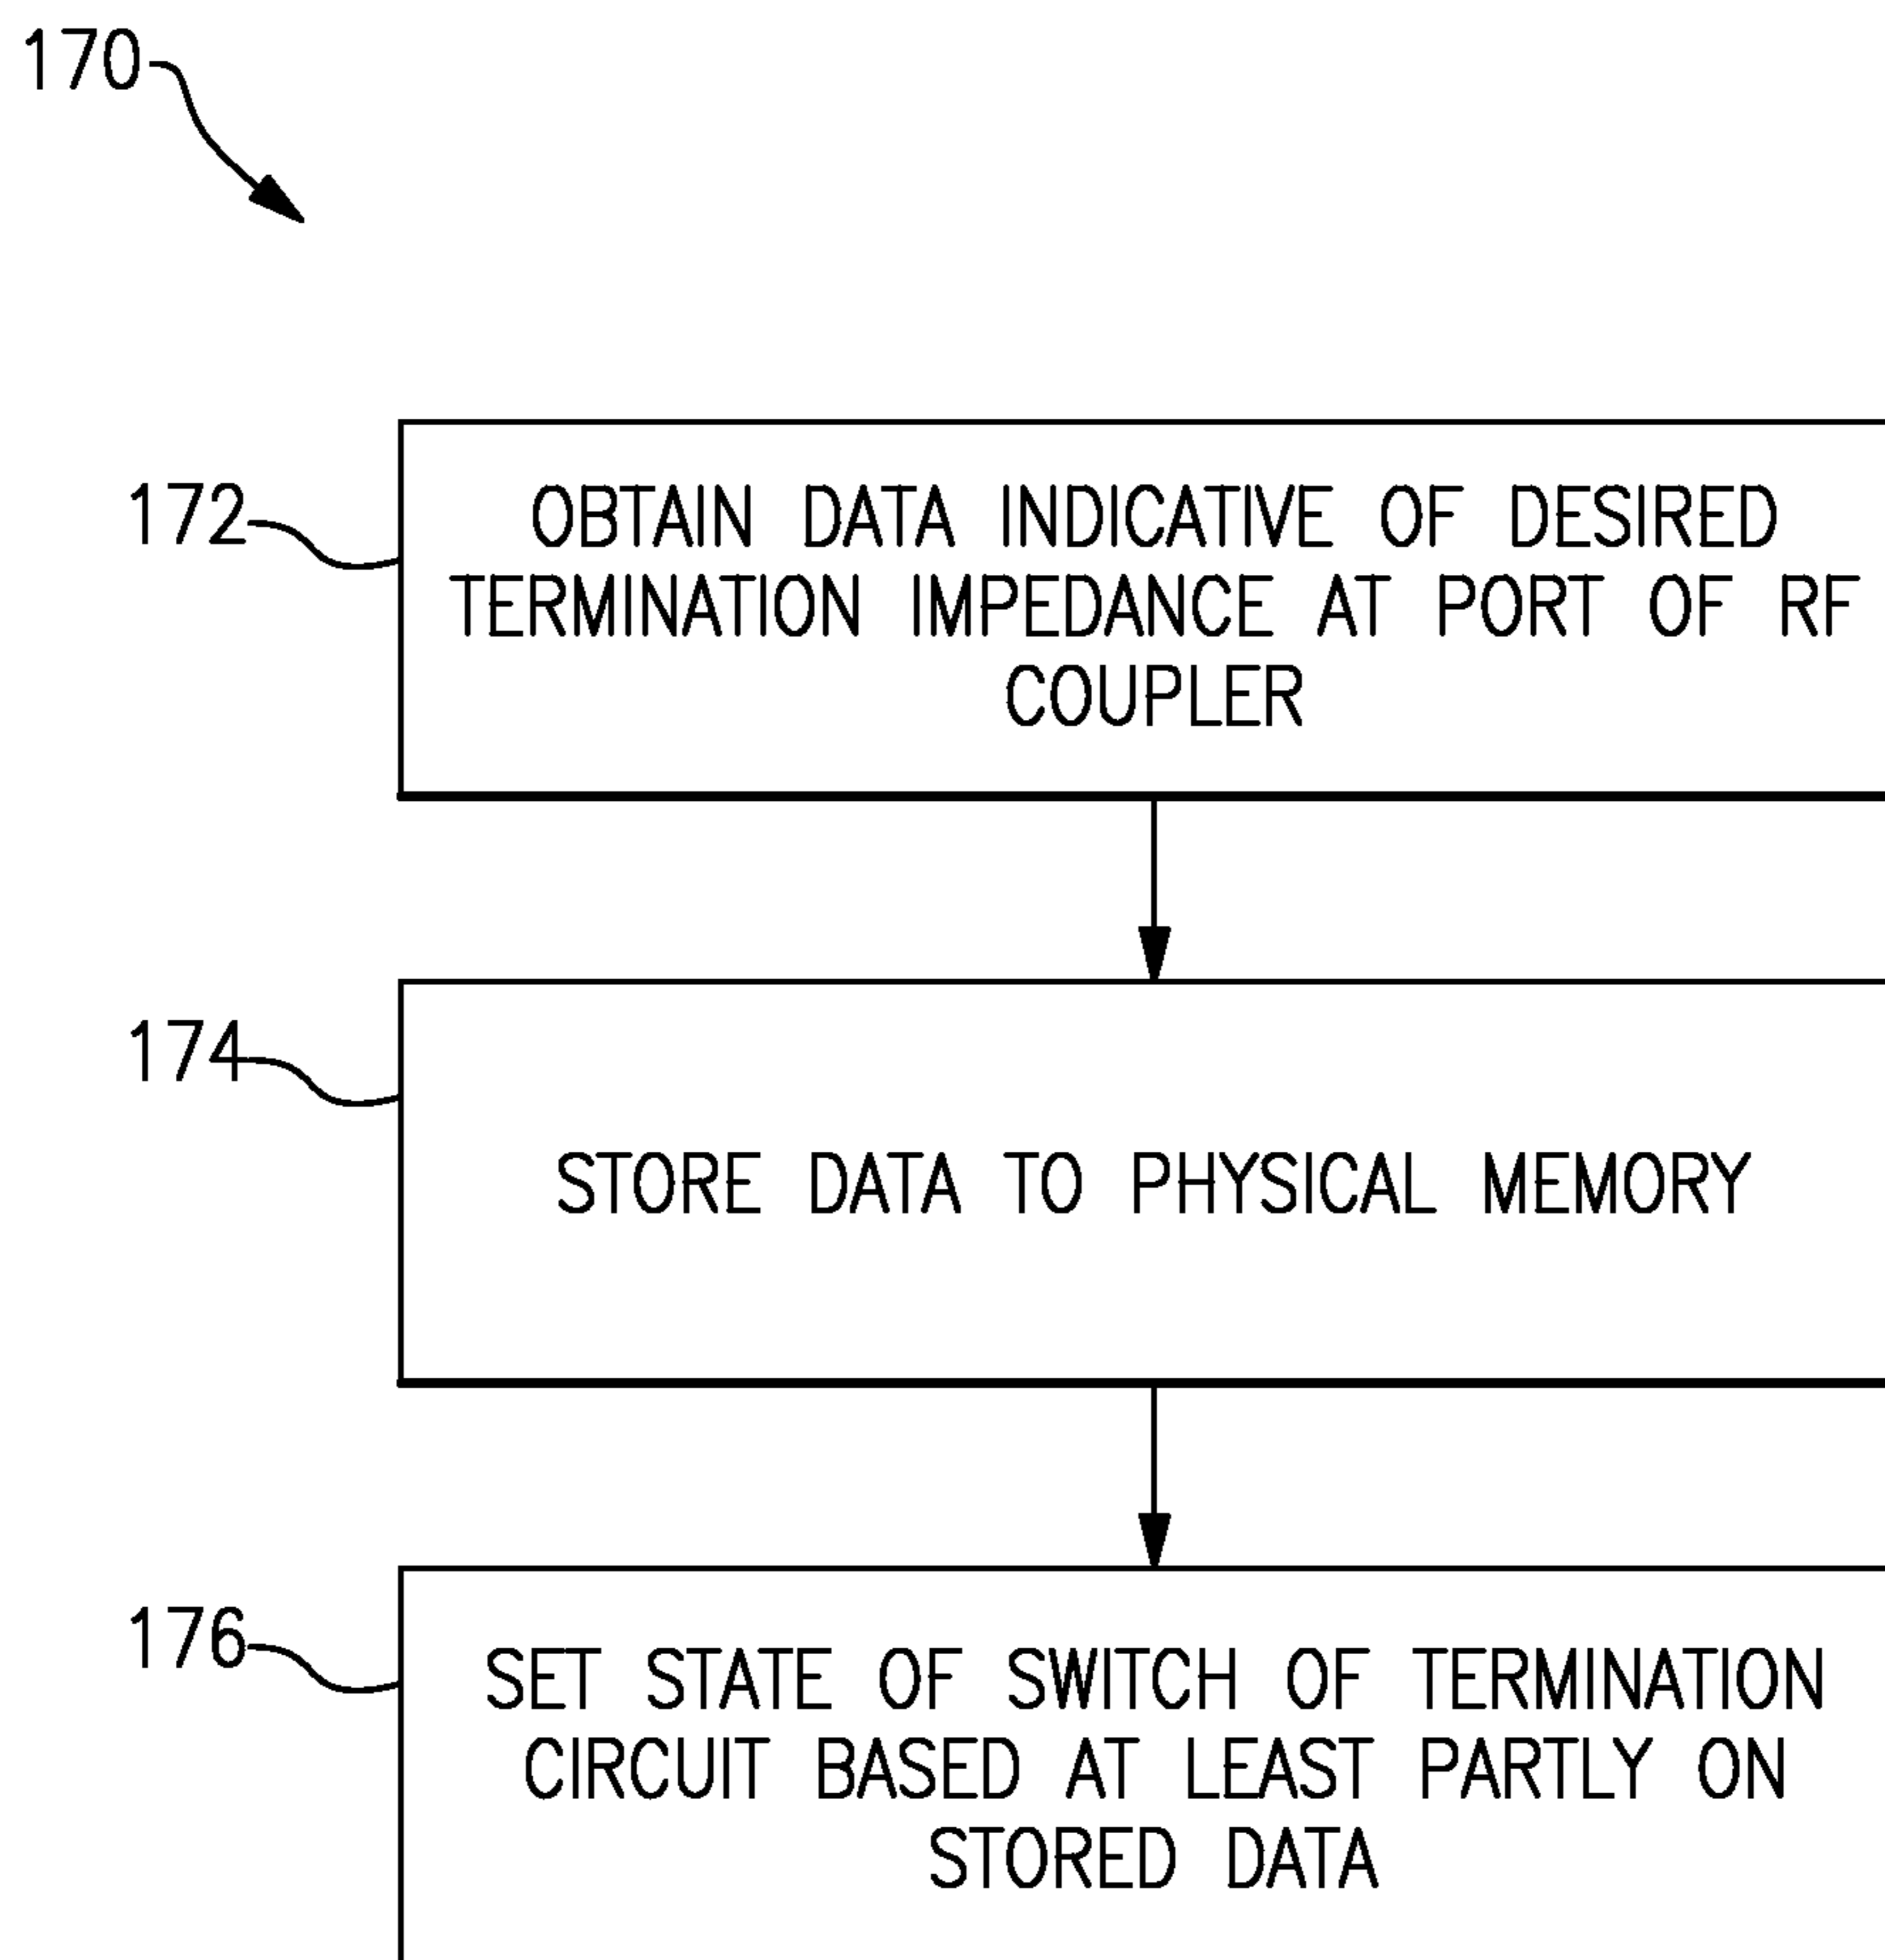 170
172
OBTAIN DATA INDICATIVE OF DESIRED
TERMINATION IMPEDANCE AT PORT OF RF
COUPLER
174
STORE DATA TO PHYSICAL MEMORY
176
SET STATE OF SWITCH OF TERMINATION
CIRCUIT BASED AT LEAST PARTLY ON
STORED DATA